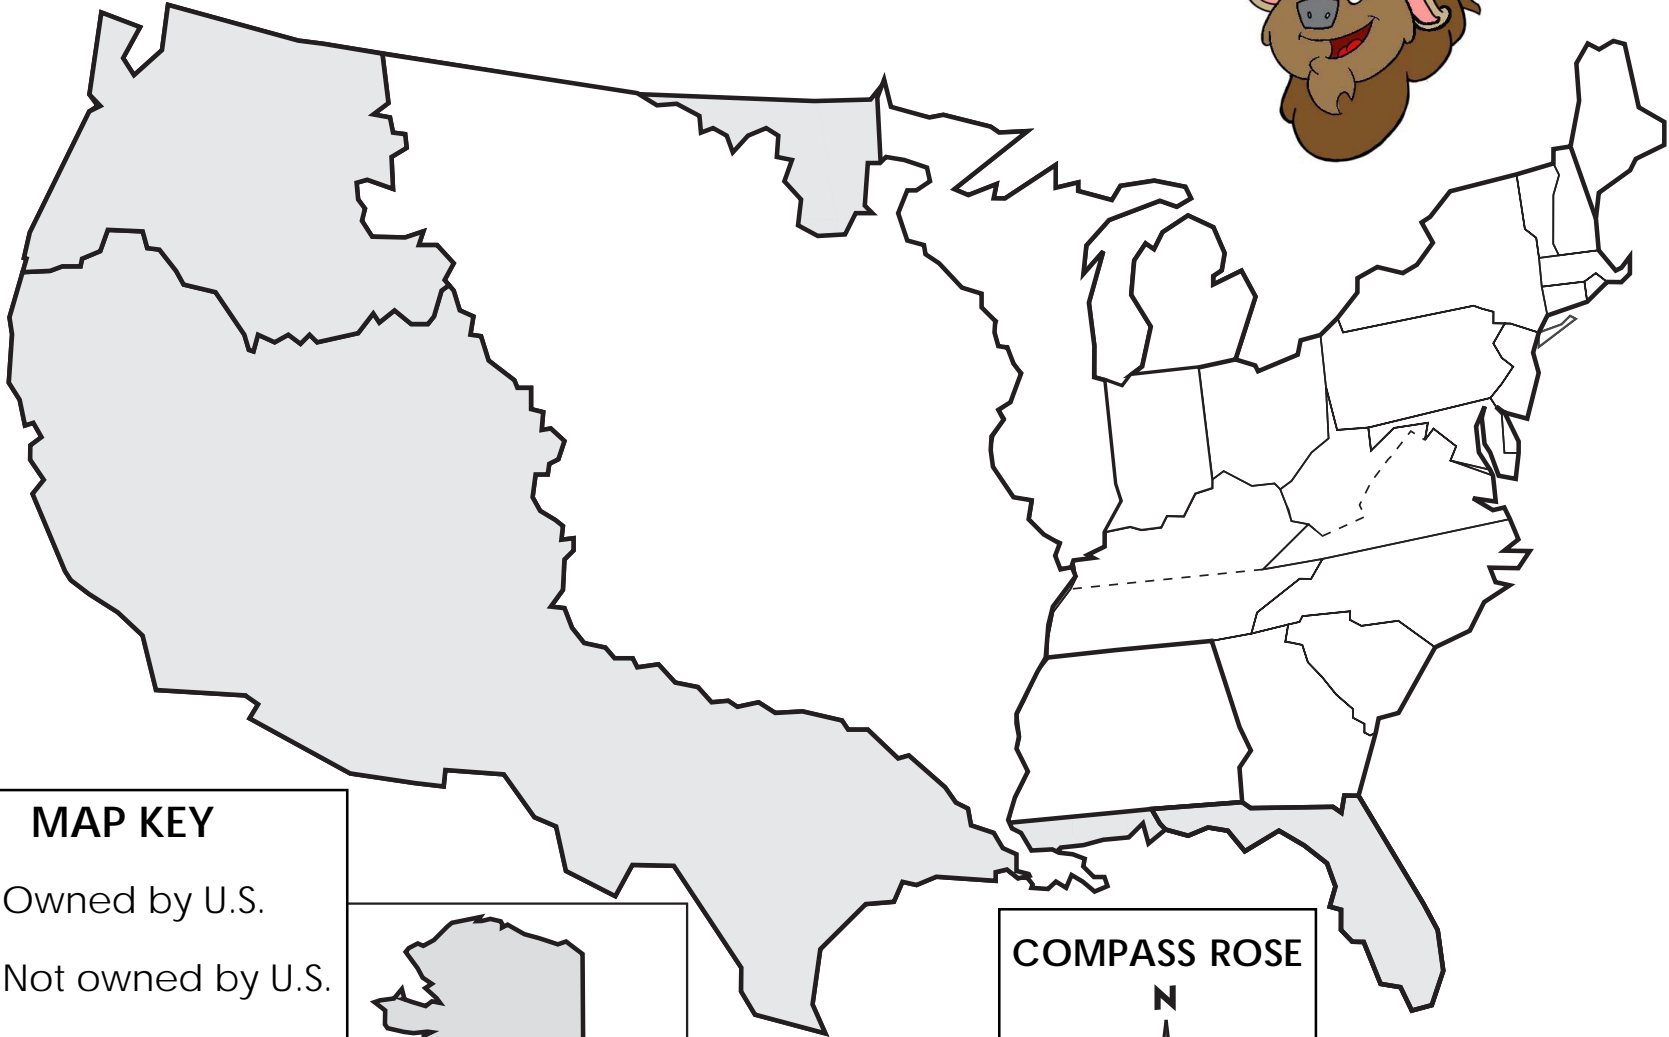 MAP KEY
Owned by U.S.
Not owned by U.S.
COMPASS ROSE
N